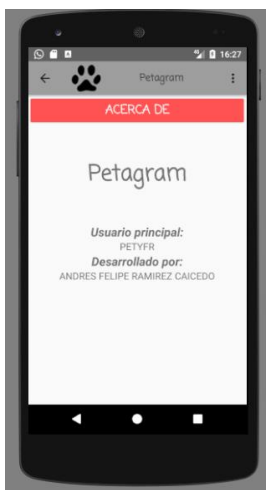 16:27
Petagram
ACERCA DE
Petagram
Usuario principal:
PETYFR
Desarrollado por:
ANDRES FELIPE RAMIREZ CAICEDO